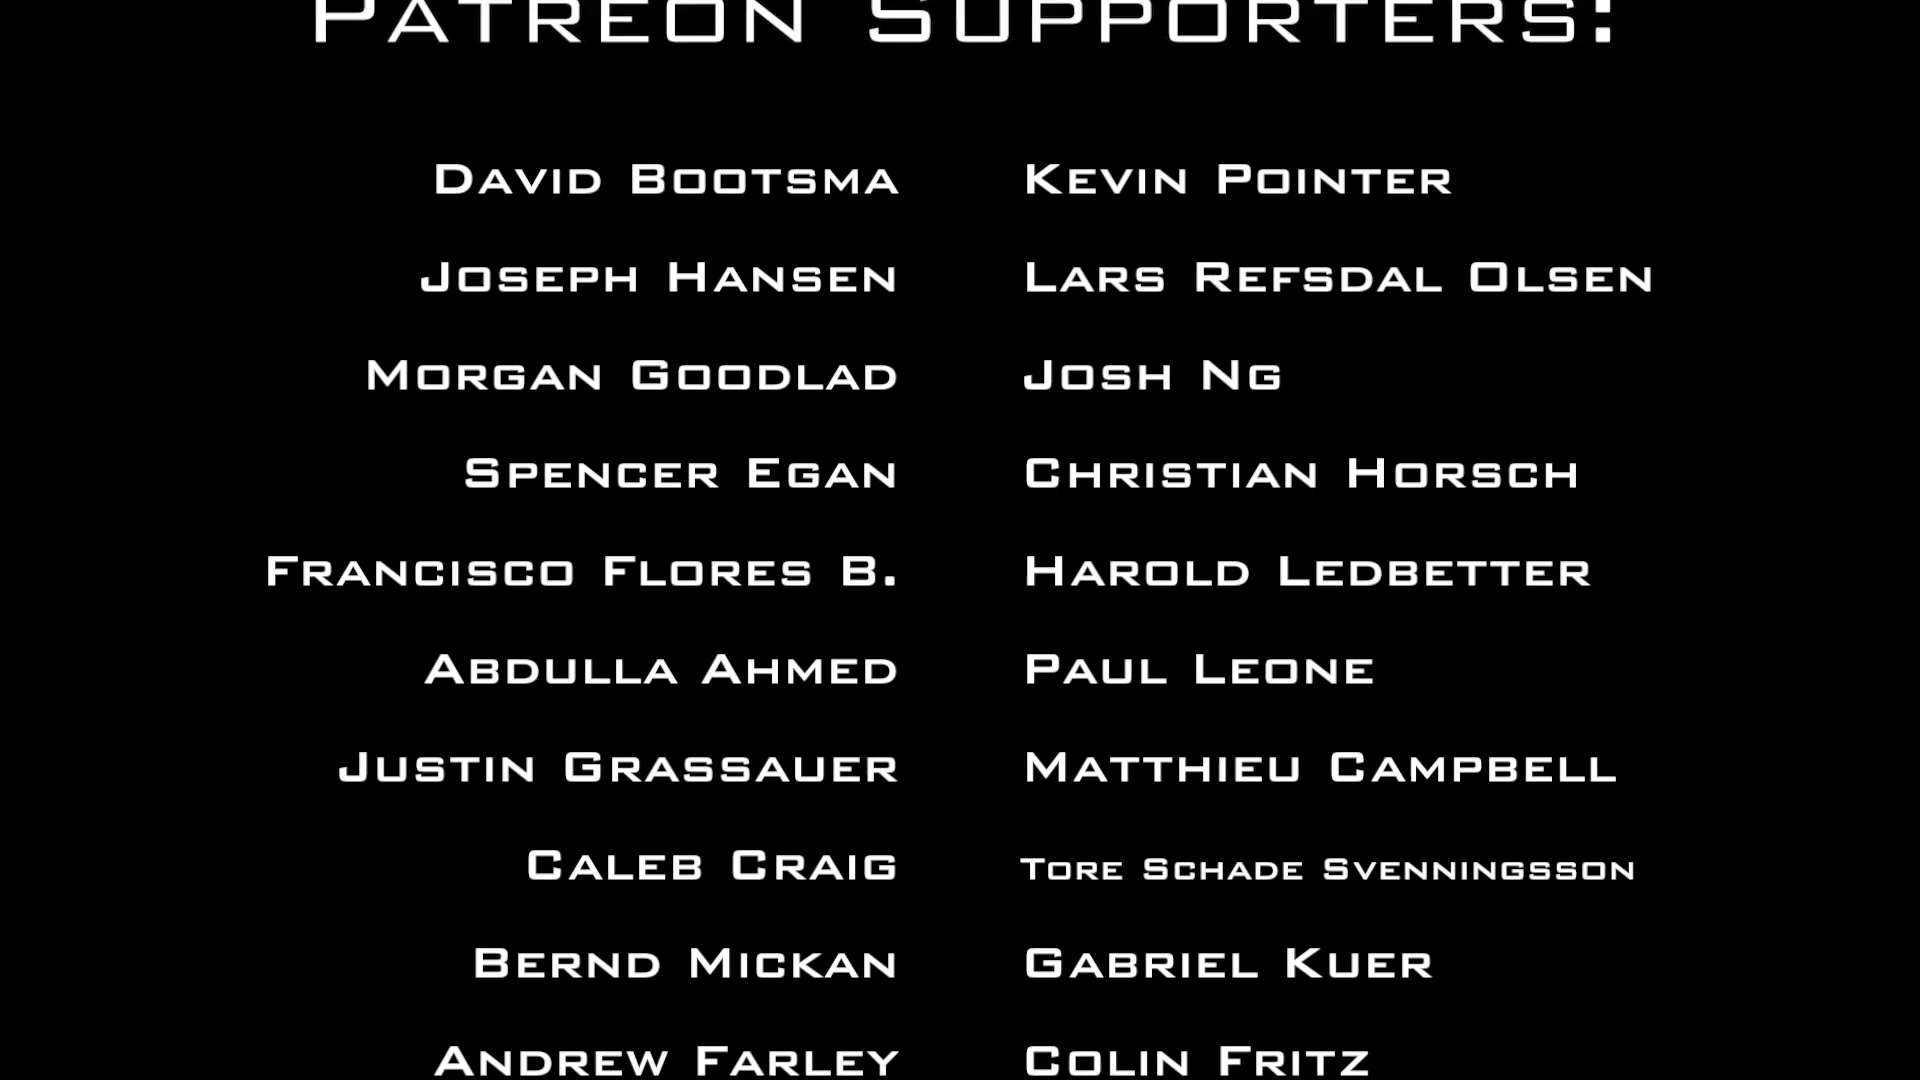 Patreon Supporters:
David Bootsma Kevin Pointer
Joseph Hansen Lars Refsdal Olsen
Morgan Goodlad Josh Ng
Spencer Egan Christian Horsch
Francisco Flores B. Harold Ledbetter
Abdulla Ahmed Paul Leone
Justin Grassauer Matthieu Campbell
Caleb Craig Tore Schade Svenningsson
Bernd Mickan Gabriel Kuer
Andrew Farley Colin Fritz